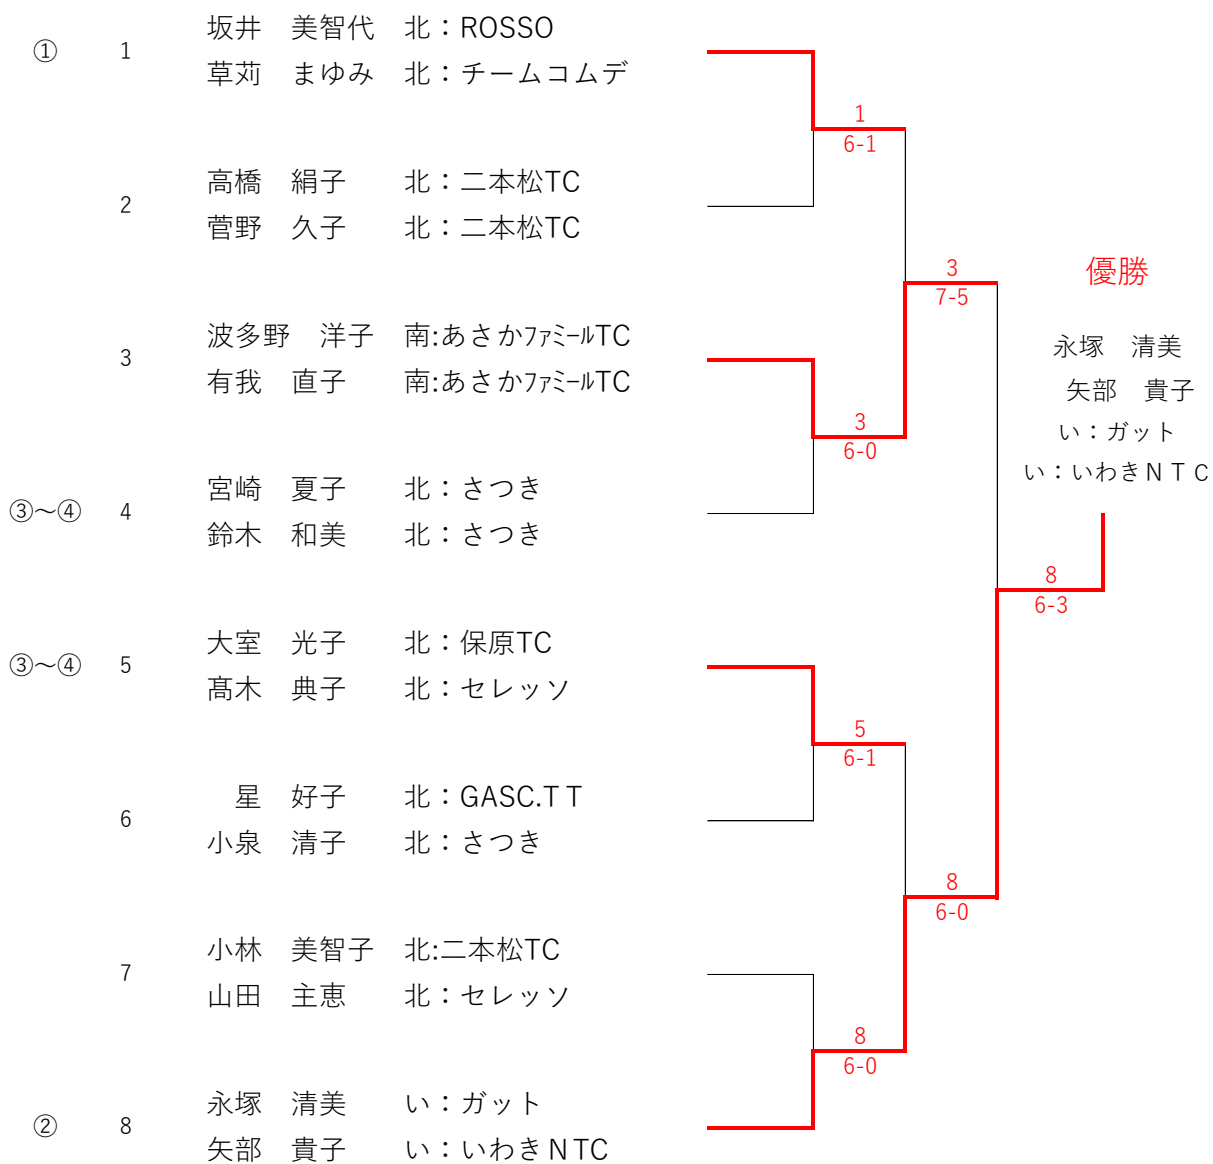 坂井　美智代　北：ROSSO
① 1
草苅　まゆみ　北：チームコムデ
1
6-1
高橋　絹子　　北：二本松TC
2
菅野　久子　　北：二本松TC
3
7-5
優勝
波多野　洋子　南:あさかﾌｧﾐｰﾙTC
3
有我　直子　　南:あさかﾌｧﾐｰﾙTC
永塚　清美
矢部　貴子
い：ガット
い：いわきＮＴＣ
3
6-0
宮崎　夏子　　北：さつき
③〜④ 4
鈴木　和美　　北：さつき
8
6-3
大室　光子　　北：保原TC
③〜④ 5
髙木　典子　　北：セレッソ
5
6-1
星　好子　　北：GASC.TT
6
小泉　清子　　北：さつき
8
6-0
小林　美智子　北:二本松TC
7
山田　主恵　　北：セレッソ
8
6-0
永塚　清美　　い：ガット
② 8
矢部　貴子　　い：いわきNTC